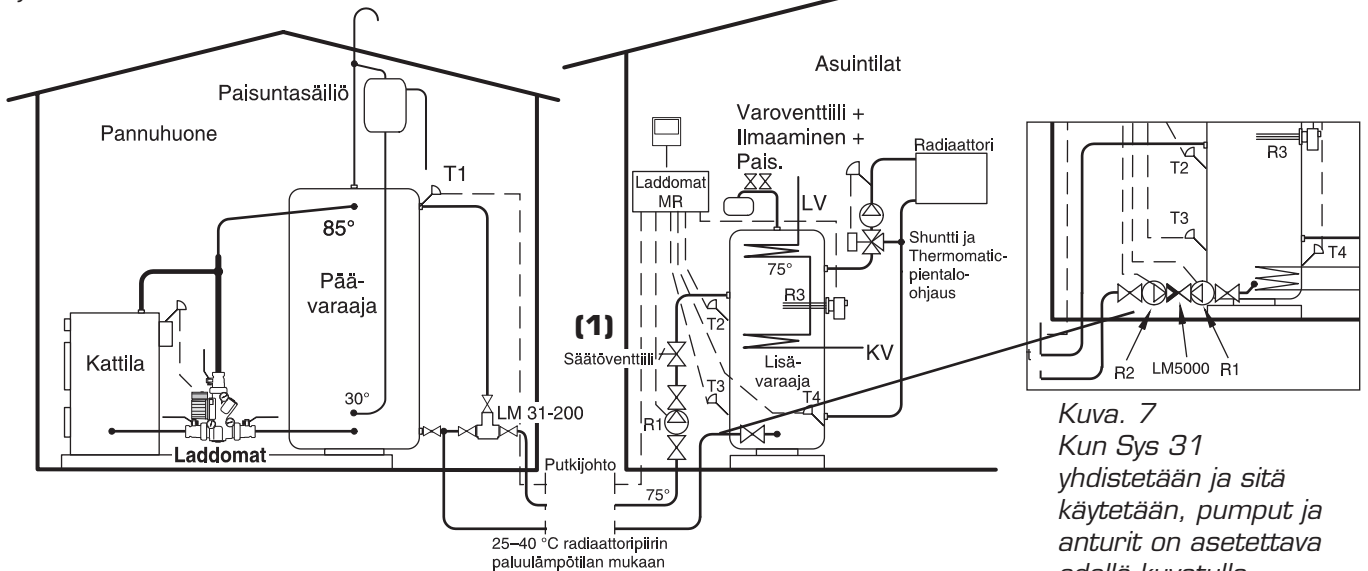 Paisuntasäiliö
Pannuhuone
T1
85°
Pää-
varaaja
Kattila
30°
LM 31-200
Laddomat
Putkijohto
75°
25–40 °C radiaattoripiirin
paluulämpötilan mukaan
Asuintilat
Varoventtiili +
Ilmaaminen +
Pais.
Radiaattori
Laddomat
MR
LV
75°
Shuntti ja
Thermomatic-
pientalo-
ohjaus
R3
(1)
T2
Säätöventtiili
KV
Lisä-
varaaja
T3
T4
R1
R3
T2
T3
T4
R2
LM5000
R1
Kuva. 7
Kun Sys 31
yhdistetään ja sitä
käytetään, pumput ja
anturit on asetettava